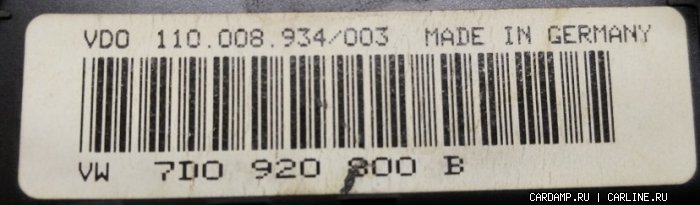 VDO 110.008.934/003 MADE IN GERMANY
VW 7D0 920 800 B
CARDAMP.RU | CARLINE.RU